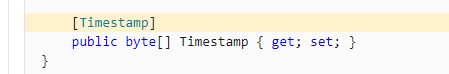 [Timestamp]
public byte[] Timestamp { get; set; }
}